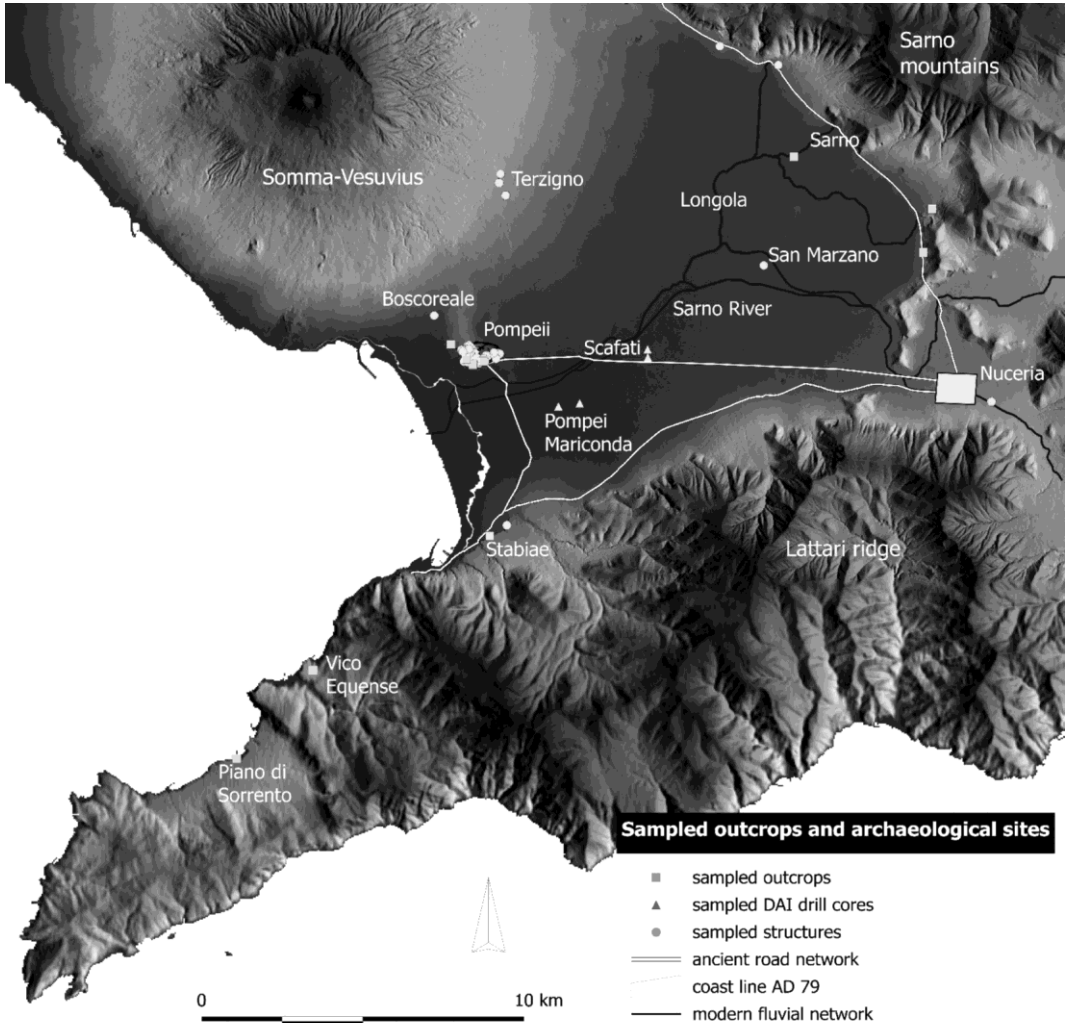 Sarno
mountains
Somma-Vesuvius
Terzigno
Sarno
Longola
San Marzano
Boscoreale
Sarno River
Pompeii
Scafati
Nuceria
Pompei
Mariconda
Stabiae
Lattari ridge
Vico
Equense
Piano di
Sorrento
Sampled outcrops and archaeological sites
sampled outcrops
sampled DAI drill cores
sampled structures
ancient road network
coast line AD 79
modern fluvial network
0 10 km